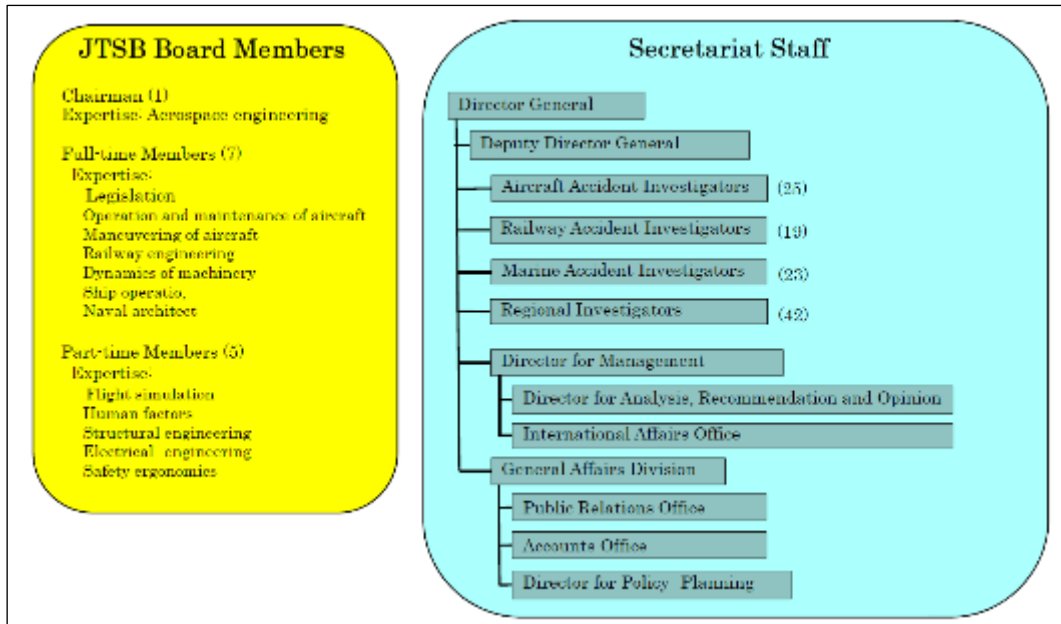 JTSB Board Members
Chairman (1)
Expertise: Aerospace engineering
Full-time Members (7)
Expertise:
Legislation
Operation and maintenance of aircraft
Maneuvering of aircraft
Railway engineering
Dynamics of machinery
Ship operatio,
Naval architect
Part-time Members (5)
Expertise:
Flight simulation
Human factors
Structural engineering
Electrical engineering
Safety ergonomics
Secretariat Staff
Director General
Deputy Director General
Aircraft Accident Investigators (25)
Railway Accident Investigators (19)
Marine Accident Investigators (23)
Regional Investigators (42)
Director for Management
Director for Analysis, Recommendation and Opinion
International Affairs Office
General Affairs Division
Public Relations Office
Accounts Office
Director for Policy Planning